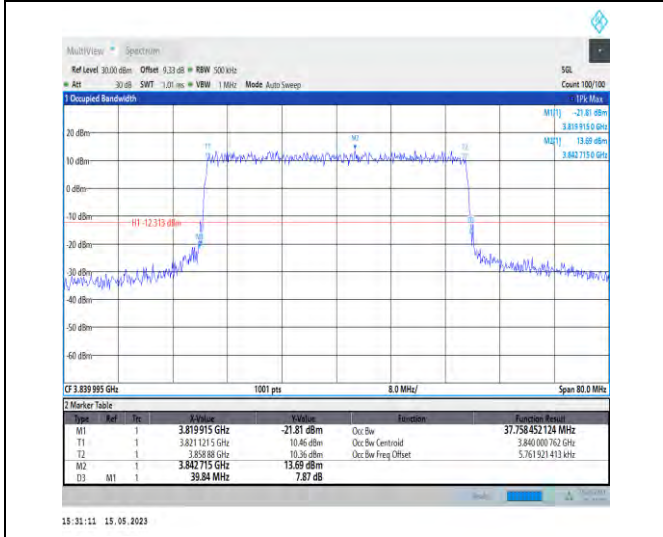 MultiView Spectrum
Ref Level 30.00 dBm Offset 9.33 dB RBW 500 kHz SGL
Att 30 dB SWT 1.01 ms VBW 1 MHz Mode Auto Sweep Count 100/100
1 Occupied Bandwidth 1Pk Max
M1[1] -21.81 dBm
3.819 915 0 GHz
M2[1] 13.69 dBm
3.842 715 0 GHz
20 dBm
M2
T1
T2
10 dBm
0 dBm
-10 dBm
H1 -12.313 dBm
-20 dBm
-30 dBm
-40 dBm
-50 dBm
-60 dBm
CF 3.839 995 GHz 1001 pts 8.0 MHz/ Span 80.0 MHz
2 Marker Table
Type Ref Trc X-Value Y-Value Function Function Result
M1 1 3.819 915 GHz -21.81 dBm Occ Bw 37.758 452 124 MHz
T1 1 3.821 121 5 GHz 10.46 dBm Occ Bw Centroid 3.840 000 762 GHz
T2 1 3.858 88 GHz 10.36 dBm Occ Bw Freq Offset 5.761 921 413 kHz
M2 1 3.842 715 GHz 13.69 dBm
D3 M1 1 39.84 MHz 7.87 dB
15:31:11 15.05.2023